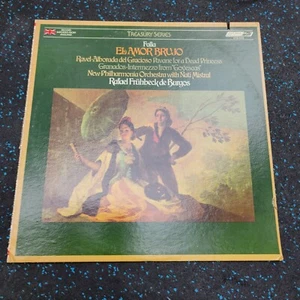 Treasury Series
Falla
EL AMOR BRUJO
Ravel-Alborada del Gracioso Pavane for a Dead Princess
Granados-Intermezzo from "Goyescas"
New Philharmonia Orchestra with Nati Mistral
Rafael Frühbeck de Burgos